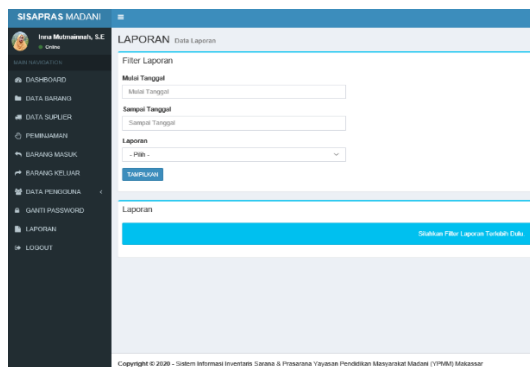 SISAPRAS MADANI
Inna Mutmainnah, S.E
Online
MAIN NAVIGATION
DASHBOARD
DATA BARANG
DATA SUPLIER
PEMINJAMAN
BARANG MASUK
BARANG KELUAR
DATA PENGGUNA
GANTI PASSWORD
LAPORAN
LOGOUT
LAPORAN Data Laporan
Filter Laporan
Mulai Tanggal
Mulai Tanggal
Sampai Tanggal
Sampai Tanggal
Laporan
- Pilih -
TAMPILKAN
Laporan
Silahkan Filter Laporan Terlebih Dulu
Copyright © 2020 - Sistem Informasi Inventaris Sarana & Prasarana Yayasan Pendidikan Masyarakat Madani (YPMM) Makassar